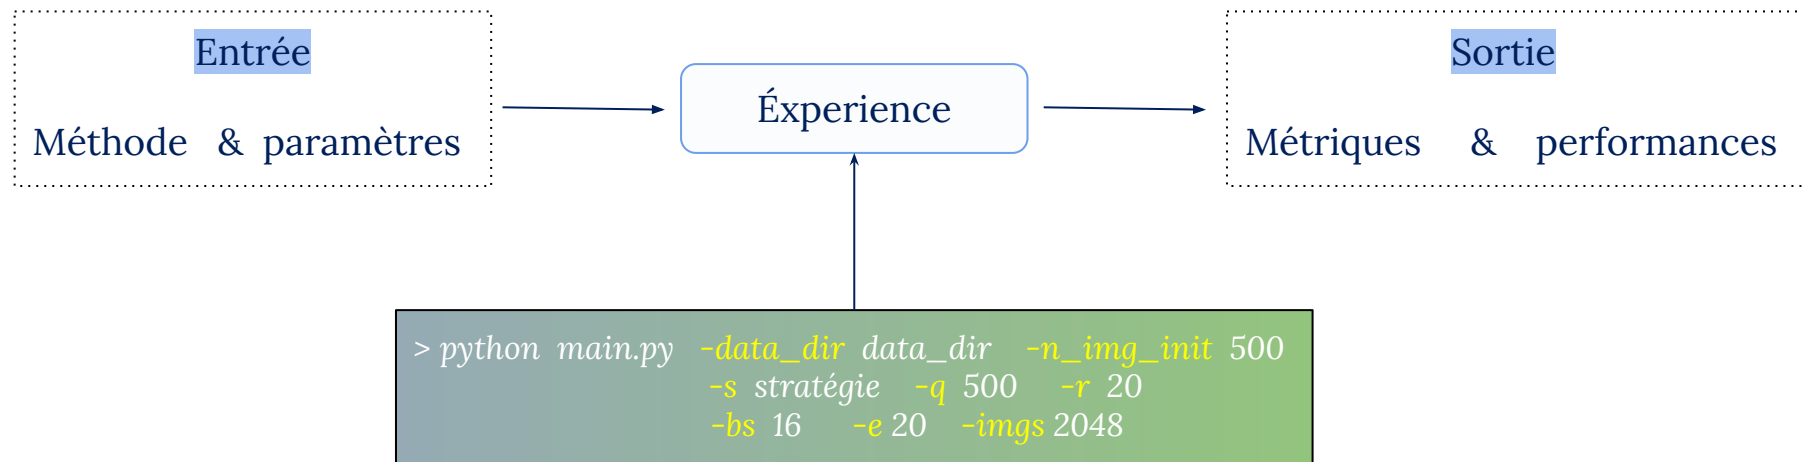 Entrée
Méthode & paramètres
Éxperience
Sortie
Métriques & performances
> python main.py -data_dir data_dir -n_img_init 500
-s stratégie -q 500 -r 20
-bs 16 -e 20 -imgs 2048